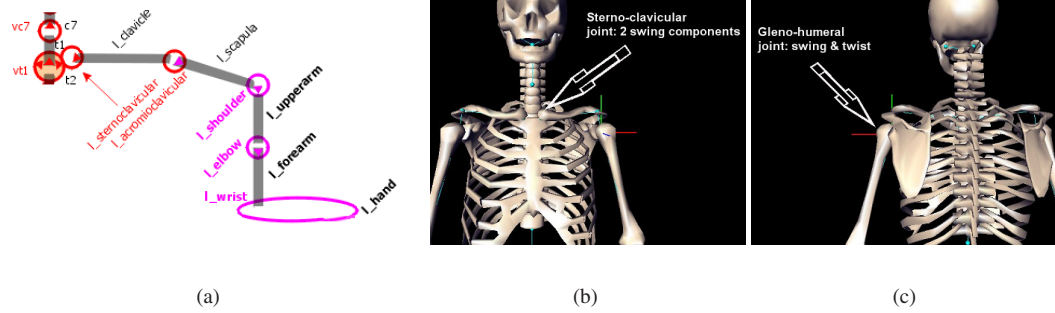 vc7
c7
t1
vt1
t2
l_clavicle
l_scapula
l_sternoclavicular
l_acromioclavicular
l_shoulder
l_upperarm
l_elbow
l_forearm
l_wrist
l_hand
(a)
Sterno-clavicular
joint: 2 swing components
(b)
Gleno-humeral
joint: swing & twist
(c)